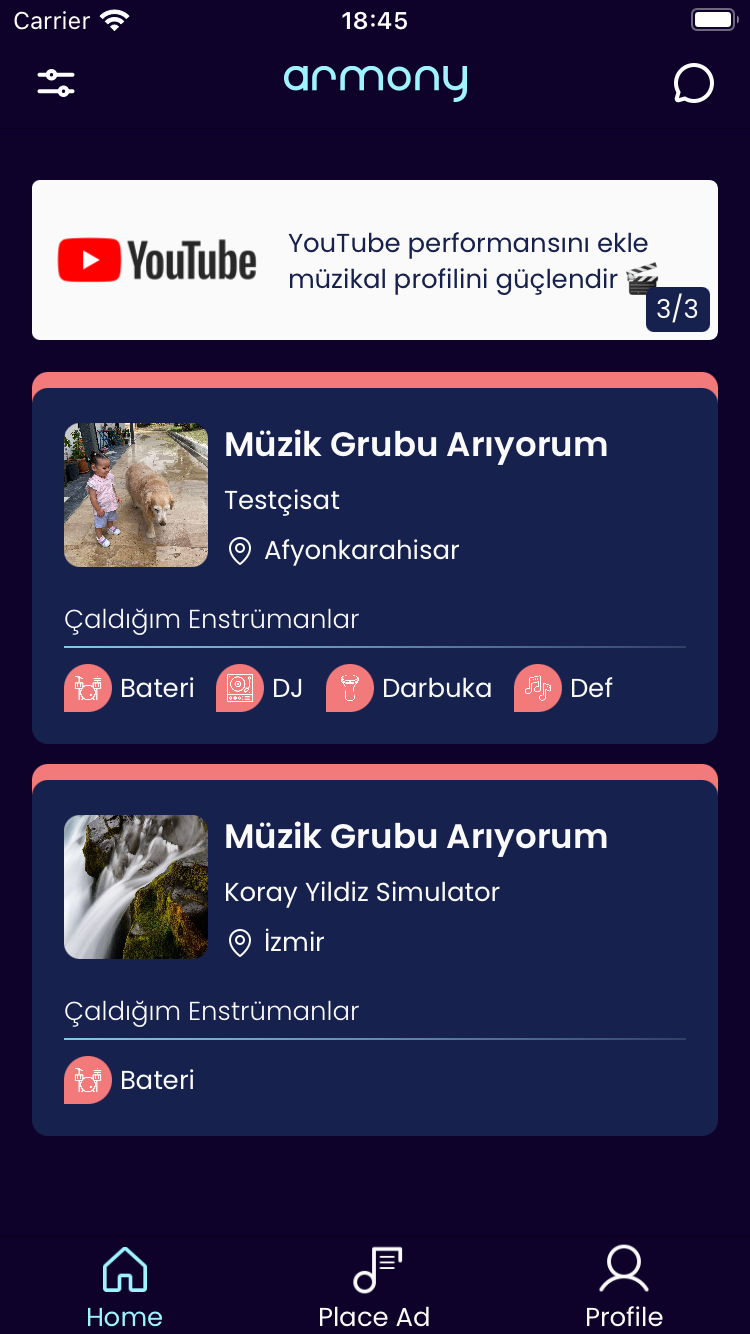 Carrier 18:45
armony
YouTube
YouTube performansını ekle
müzikal profilini güçlendir 🎬
3/3
Müzik Grubu Arıyorum
Testçisat
Afyonkarahisar
Çaldığım Enstrümanlar
Bateri DJ Darbuka Def
Müzik Grubu Arıyorum
Koray Yildiz Simulator
İzmir
Çaldığım Enstrümanlar
Bateri
Home Place Ad Profile